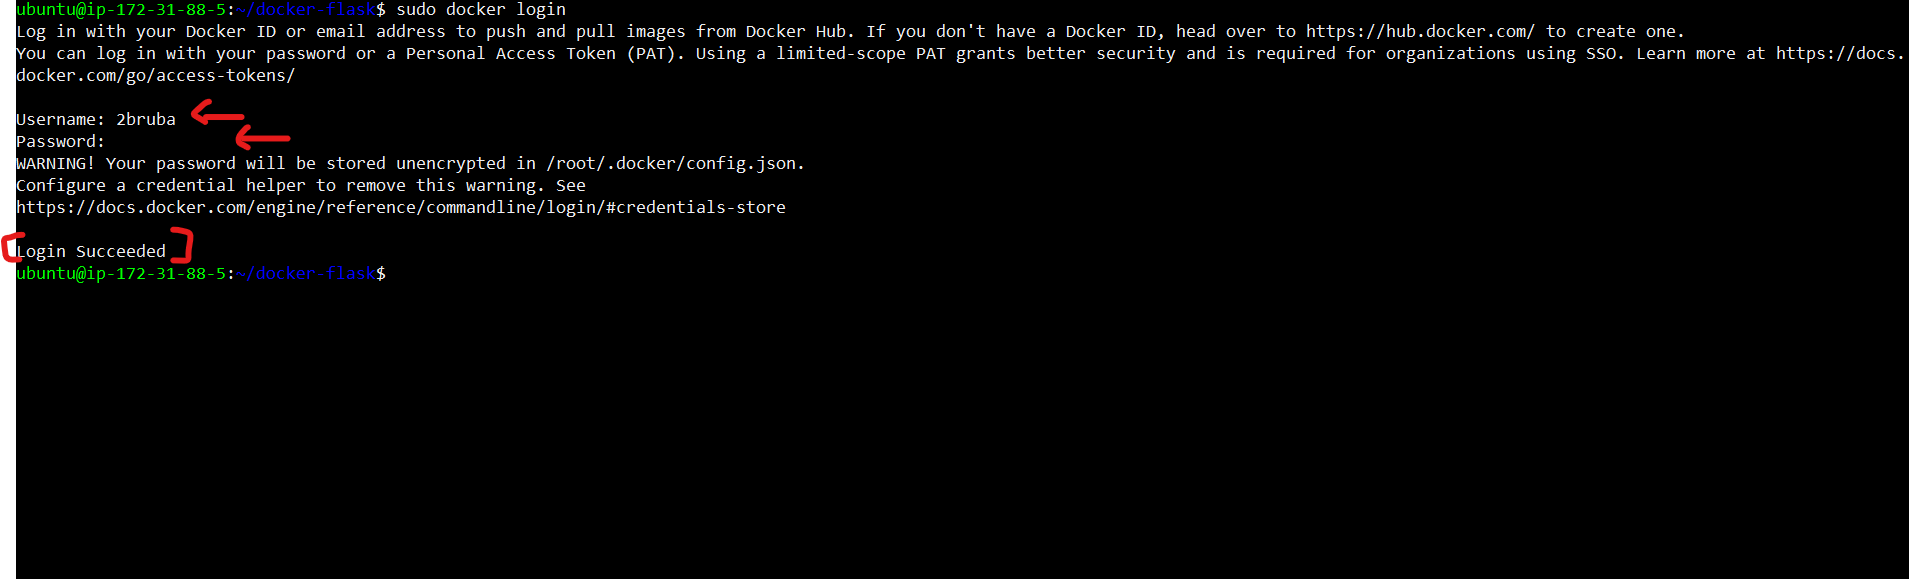 ubuntu@ip-172-31-88-5:~/docker-flask$ sudo docker login
Log in with your Docker ID or email address to push and pull images from Docker Hub. If you don't have a Docker ID, head over to https://hub.docker.com/ to create one.
You can log in with your password or a Personal Access Token (PAT). Using a limited-scope PAT grants better security and is required for organizations using SSO. Learn more at https://docs.
docker.com/go/access-tokens/
Username: 2bruba
Password:
WARNING! Your password will be stored unencrypted in /root/.docker/config.json.
Configure a credential helper to remove this warning. See
https://docs.docker.com/engine/reference/commandline/login/#credentials-store
Login Succeeded
ubuntu@ip-172-31-88-5:~/docker-flask$